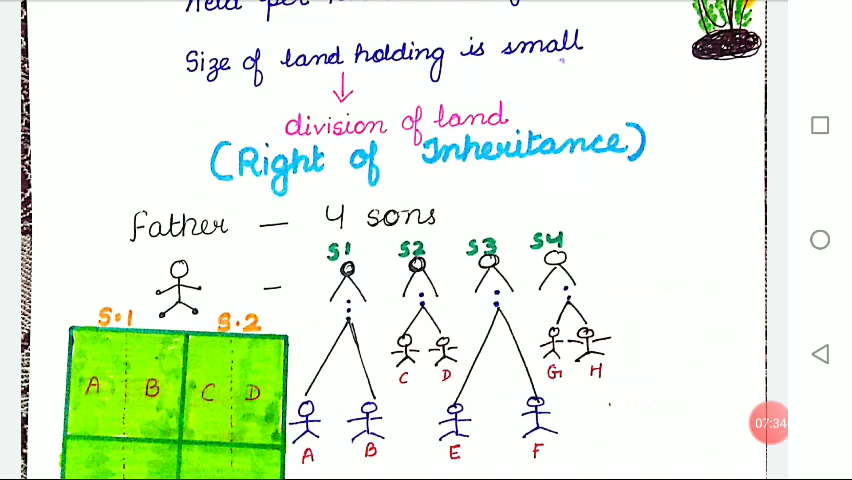 Size of land holding is small
division of land
(Right of Inheritance)
Father — 4 sons
S1 S2 S3 S4
S.1 S.2
C D G H
A B C D
A B E F
07:34